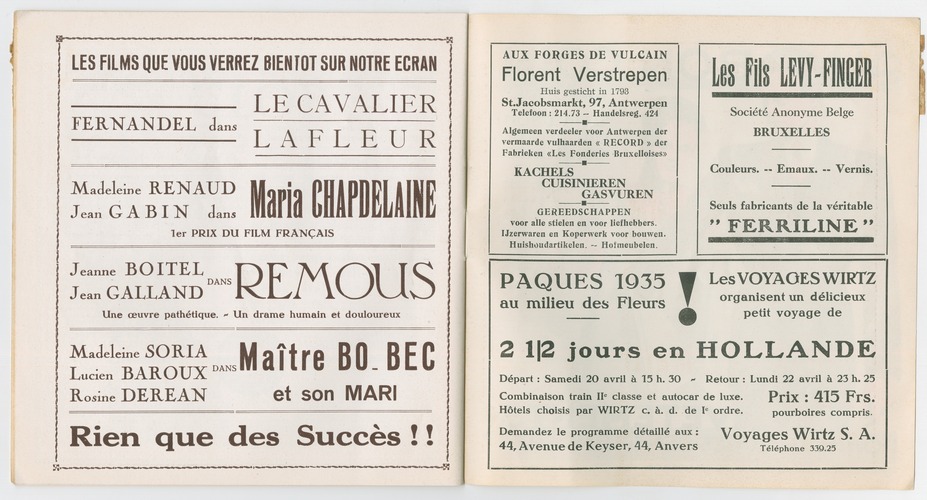 LES FILMS QUE VOUS VERREZ BIENTOT SUR NOTRE ECRAN
FERNANDEL dans
LE CAVALIER
LAFLEUR
Madeleine RENAUD
Jean GABIN dans
Maria CHAPDELAINE
1er PRIX DU FILM FRANÇAIS
Jeanne BOITEL
Jean GALLAND
DANS
REMOUS
Une œuvre pathétique. - Un drame humain et douloureux
Madeleine SORIA
Lucien BAROUX
Rosine DEREAN
DANS
Maître BO_BEC
et son MARI
Rien que des Succès !!
AUX FORGES DE VULCAIN
Florent Verstrepen
Huis gesticht in 1793
St.Jacobsmarkt, 97, Antwerpen
Telefoon : 214.73 -- Handelsreg. 424
Algemeen verdeeler voor Antwerpen der
vermaarde vulhaarden « RECORD » der
Fabrieken «Les Fonderies Bruxelloises»
KACHELS
CUISINIEREN
GASVUREN
GEREEDSCHAPPEN
voor alle stielen en voor liefhebbers.
IJzerwaren en Koperwerk voor bouwen.
Huishoudartikelen. -- Hofmeubelen.
Les Fils LEVY-FINGER
Société Anonyme Belge
BRUXELLES
Couleurs. -- Emaux. -- Vernis.
Seuls fabricants de la véritable
" FERRILINE "
PAQUES 1935
au milieu des Fleurs
!
Les VOYAGES WIRTZ
organisent un délicieux
petit voyage de
2 1|2 jours en HOLLANDE
Départ : Samedi 20 avril à 15 h. 30 - Retour : Lundi 22 avril à 23 h. 25
Combinaison train IIe classe et autocar de luxe.
Hôtels choisis par WIRTZ c. à. d. de Ie ordre.
Prix : 415 Frs.
pourboires compris.
Demandez le programme détaillé aux :
44, Avenue de Keyser, 44, Anvers
Voyages Wirtz S. A.
Téléphone 339.25